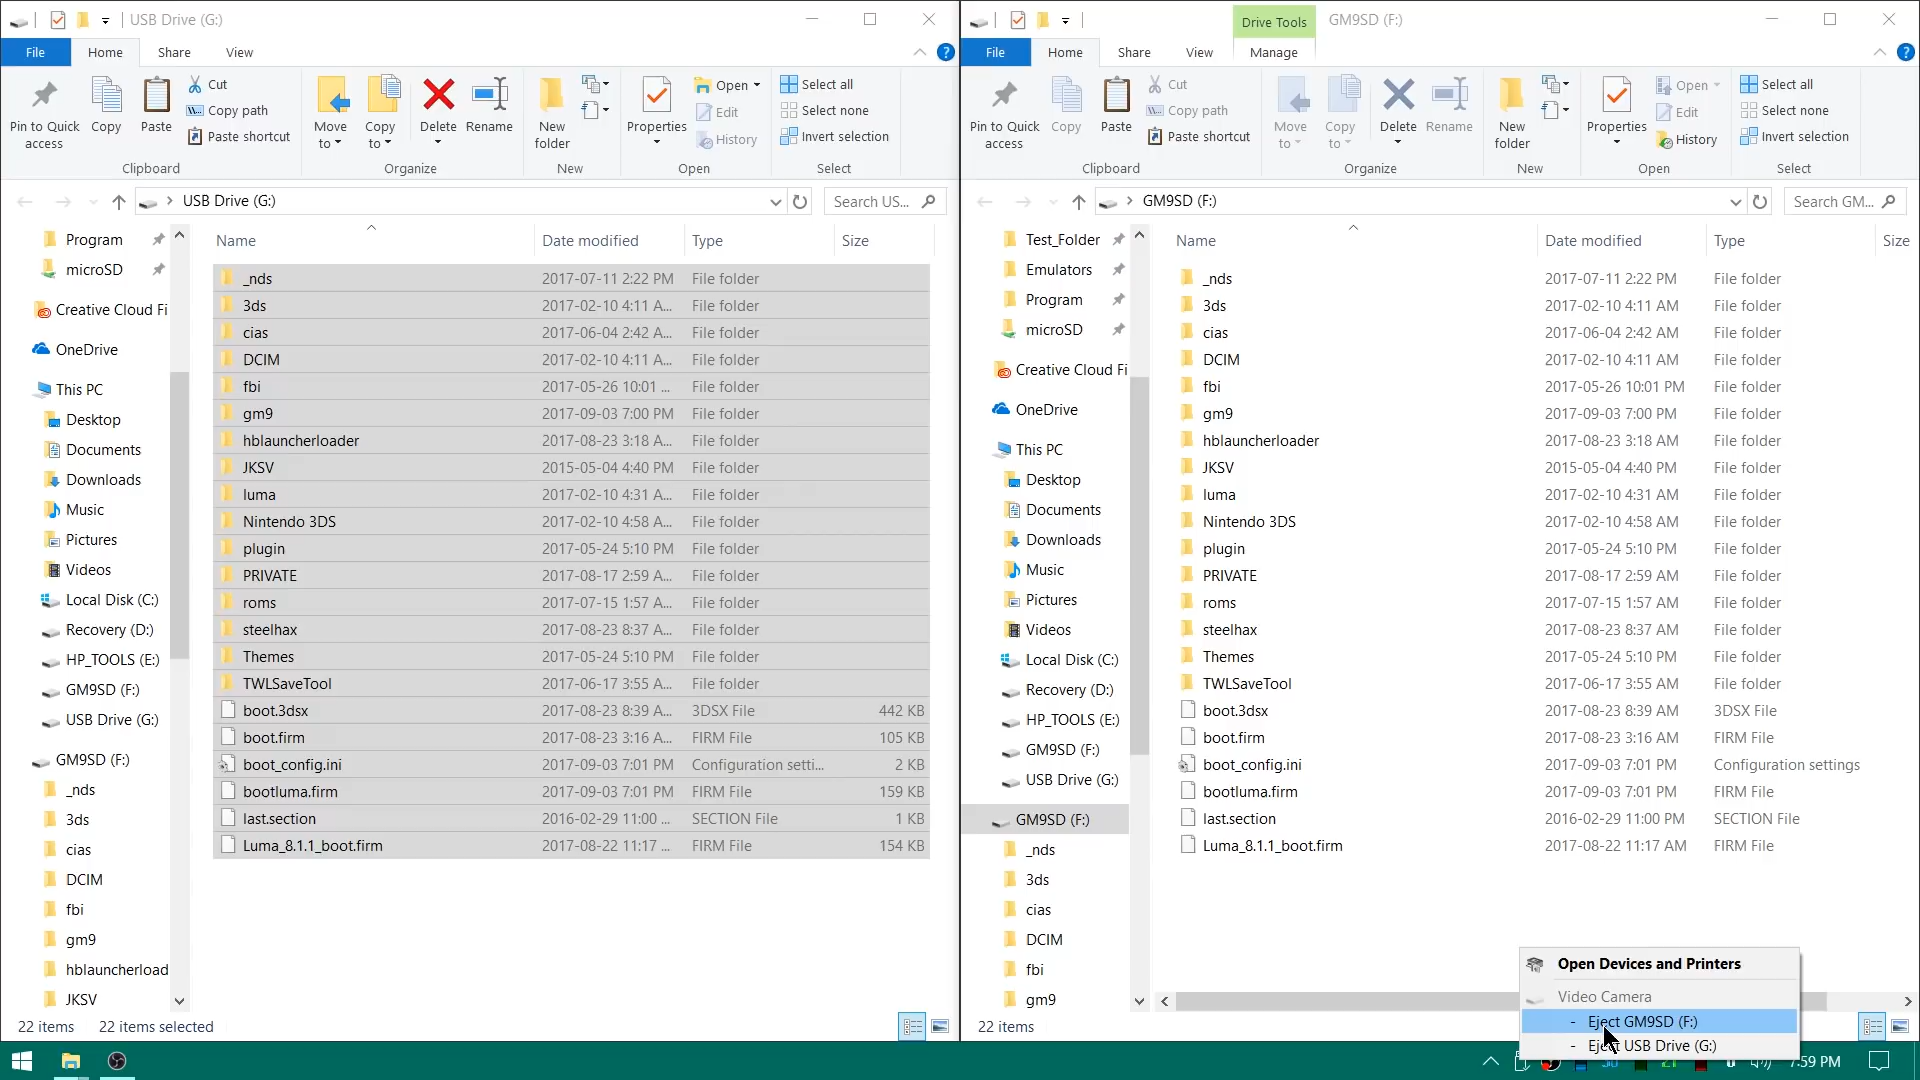 USB Drive (G:)
File Home Share View
Pin to Quick access
Copy
Paste
Cut
Copy path
Paste shortcut
Clipboard
Move to
Copy to
Delete
Rename
Organize
New folder
New
Properties
Open
Edit
History
Open
Select all
Select none
Invert selection
Select
USB Drive (G:)
Search US...
Program
microSD
Creative Cloud Fi
OneDrive
This PC
Desktop
Documents
Downloads
Music
Pictures
Videos
Local Disk (C:)
Recovery (D:)
HP_TOOLS (E:)
GM9SD (F:)
USB Drive (G:)
GM9SD (F:)
_nds
3ds
cias
DCIM
fbi
gm9
hblauncherload
JKSV
Name Date modified Type Size
_nds 2017-07-11 2:22 PM File folder
3ds 2017-02-10 4:11 A... File folder
cias 2017-06-04 2:42 A... File folder
DCIM 2017-02-10 4:11 A... File folder
fbi 2017-05-26 10:01 ... File folder
gm9 2017-09-03 7:00 PM File folder
hblauncherloader 2017-08-23 3:18 A... File folder
JKSV 2015-05-04 4:40 PM File folder
luma 2017-02-10 4:31 A... File folder
Nintendo 3DS 2017-02-10 4:58 A... File folder
plugin 2017-05-24 5:10 PM File folder
PRIVATE 2017-08-17 2:59 A... File folder
roms 2017-07-15 1:57 A... File folder
steelhax 2017-08-23 8:37 A... File folder
Themes 2017-05-24 5:10 PM File folder
TWLSaveTool 2017-06-17 3:55 A... File folder
boot.3dsx 2017-08-23 8:39 A... 3DSX File 442 KB
boot.firm 2017-08-23 3:16 A... FIRM File 105 KB
boot_config.ini 2017-09-03 7:01 PM Configuration setti... 2 KB
bootluma.firm 2017-09-03 7:01 PM FIRM File 159 KB
last.section 2016-02-29 11:00 ... SECTION File 1 KB
Luma_8.1.1_boot.firm 2017-08-22 11:17 ... FIRM File 154 KB
22 items 22 items selected
Drive Tools
GM9SD (F:)
File Home Share View Manage
Pin to Quick access
Copy
Paste
Cut
Copy path
Paste shortcut
Clipboard
Move to
Copy to
Delete
Rename
Organize
New folder
New
Properties
Open
Edit
History
Open
Select all
Select none
Invert selection
Select
GM9SD (F:)
Search GM...
Test_Folder
Emulators
Program
microSD
Creative Cloud Fi
OneDrive
This PC
Desktop
Documents
Downloads
Music
Pictures
Videos
Local Disk (C:)
Recovery (D:)
HP_TOOLS (E:)
GM9SD (F:)
USB Drive (G:)
GM9SD (F:)
_nds
3ds
cias
DCIM
fbi
gm9
Name Date modified Type Size
_nds 2017-07-11 2:22 PM File folder
3ds 2017-02-10 4:11 AM File folder
cias 2017-06-04 2:42 AM File folder
DCIM 2017-02-10 4:11 AM File folder
fbi 2017-05-26 10:01 PM File folder
gm9 2017-09-03 7:00 PM File folder
hblauncherloader 2017-08-23 3:18 AM File folder
JKSV 2015-05-04 4:40 PM File folder
luma 2017-02-10 4:31 AM File folder
Nintendo 3DS 2017-02-10 4:58 AM File folder
plugin 2017-05-24 5:10 PM File folder
PRIVATE 2017-08-17 2:59 AM File folder
roms 2017-07-15 1:57 AM File folder
steelhax 2017-08-23 8:37 AM File folder
Themes 2017-05-24 5:10 PM File folder
TWLSaveTool 2017-06-17 3:55 AM File folder
boot.3dsx 2017-08-23 8:39 AM 3DSX File
boot.firm 2017-08-23 3:16 AM FIRM File
boot_config.ini 2017-09-03 7:01 PM Configuration settings
bootluma.firm 2017-09-03 7:01 PM FIRM File
last.section 2016-02-29 11:00 PM SECTION File
Luma_8.1.1_boot.firm 2017-08-22 11:17 AM FIRM File
22 items
Open Devices and Printers
Video Camera
- Eject GM9SD (F:)
- Eject USB Drive (G:)
7:59 PM